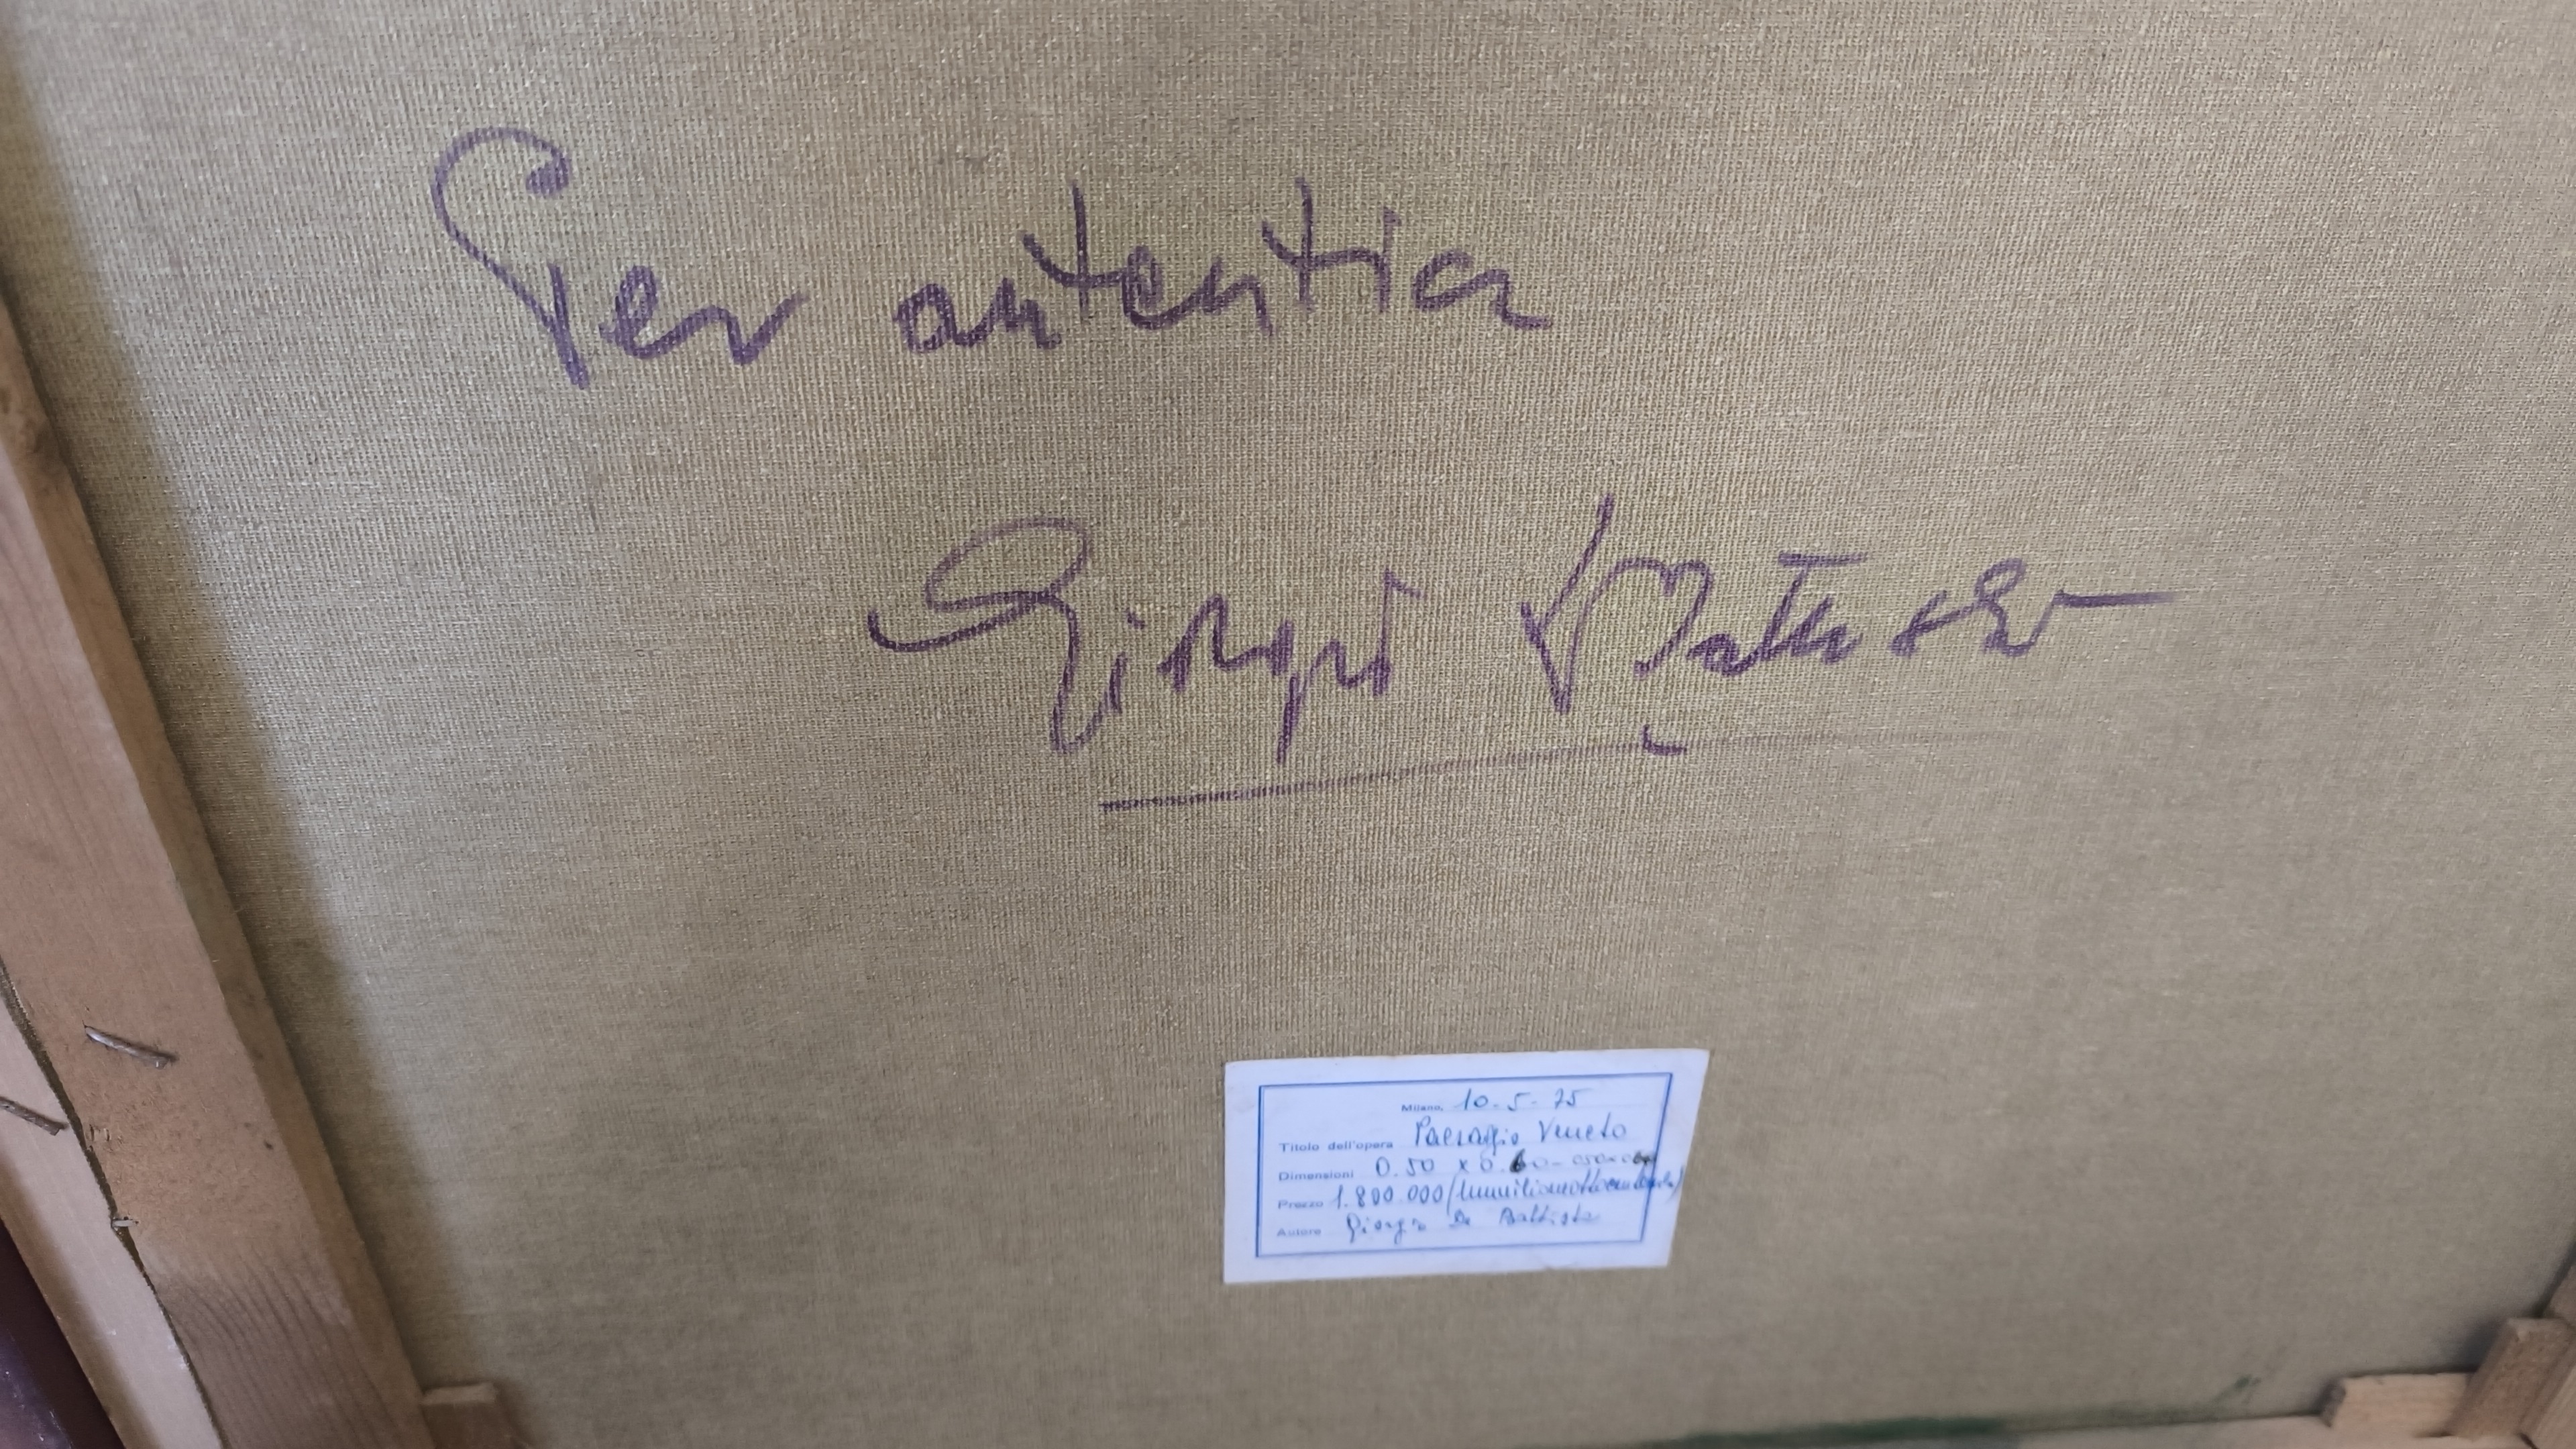 Per autentica
Giorgio
Milano, 10-5-75
Titolo dell'opera Paesaggio Veneto
Dimensioni 0.50 x 0.60
Prezzo 1.800.000 (
Autore Giorgio De Battista